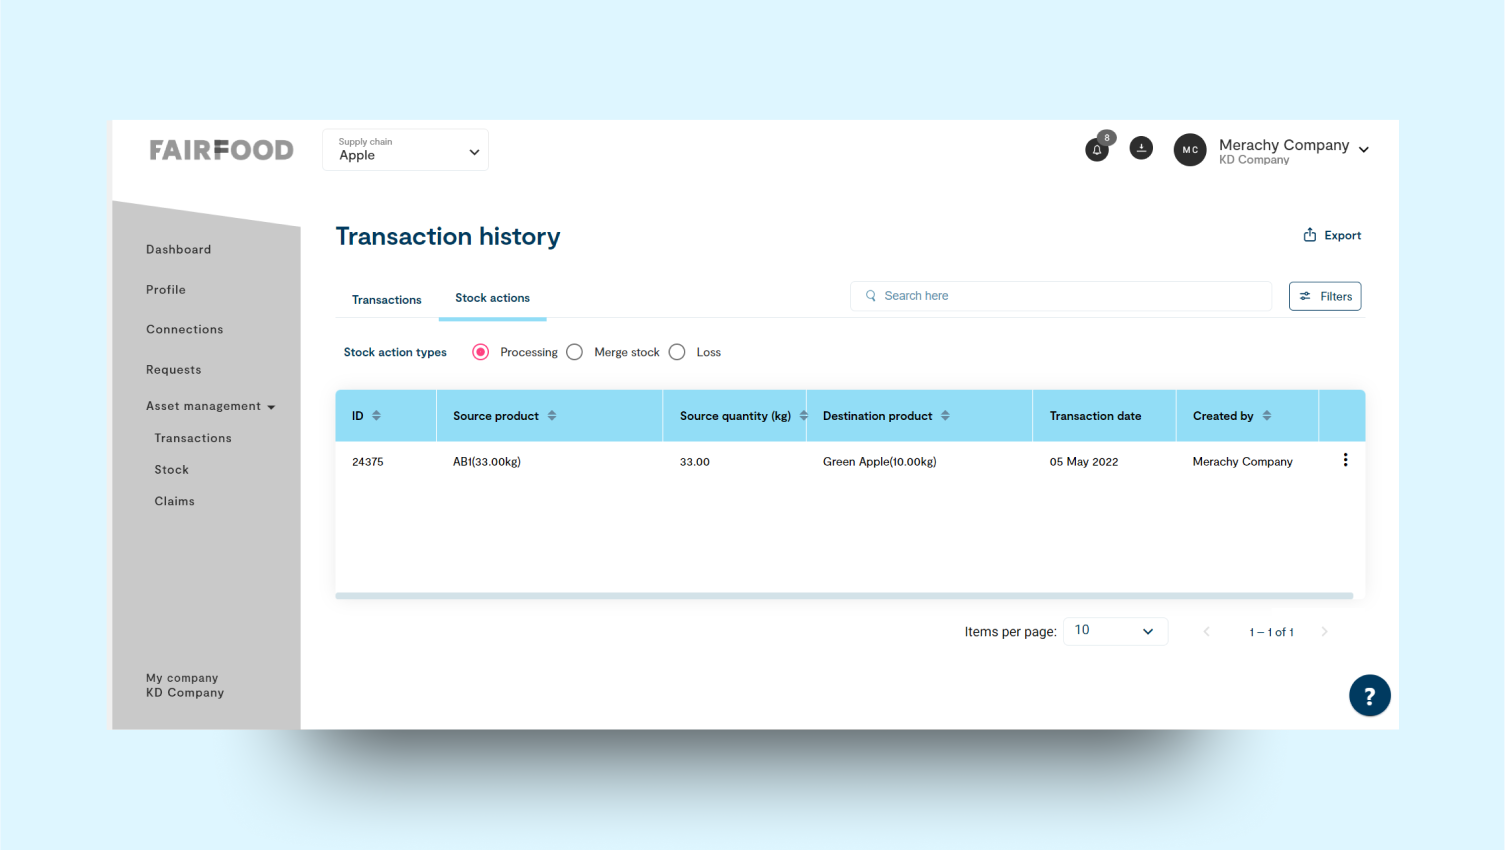 FAIRFOOD
Supply chain
Apple
8
MC
Merachy Company
KD Company
Dashboard
Profile
Connections
Requests
Asset management
Transactions
Stock
Claims
My company
KD Company
Transaction history
Export
Transactions
Stock actions
Search here
Filters
Stock action types
Processing
Merge stock
Loss
ID
Source product
Source quantity (kg)
Destination product
Transaction date
Created by
24375
AB1(33.00kg)
33.00
Green Apple(10.00kg)
05 May 2022
Merachy Company
Items per page:
10
1 – 1 of 1
?